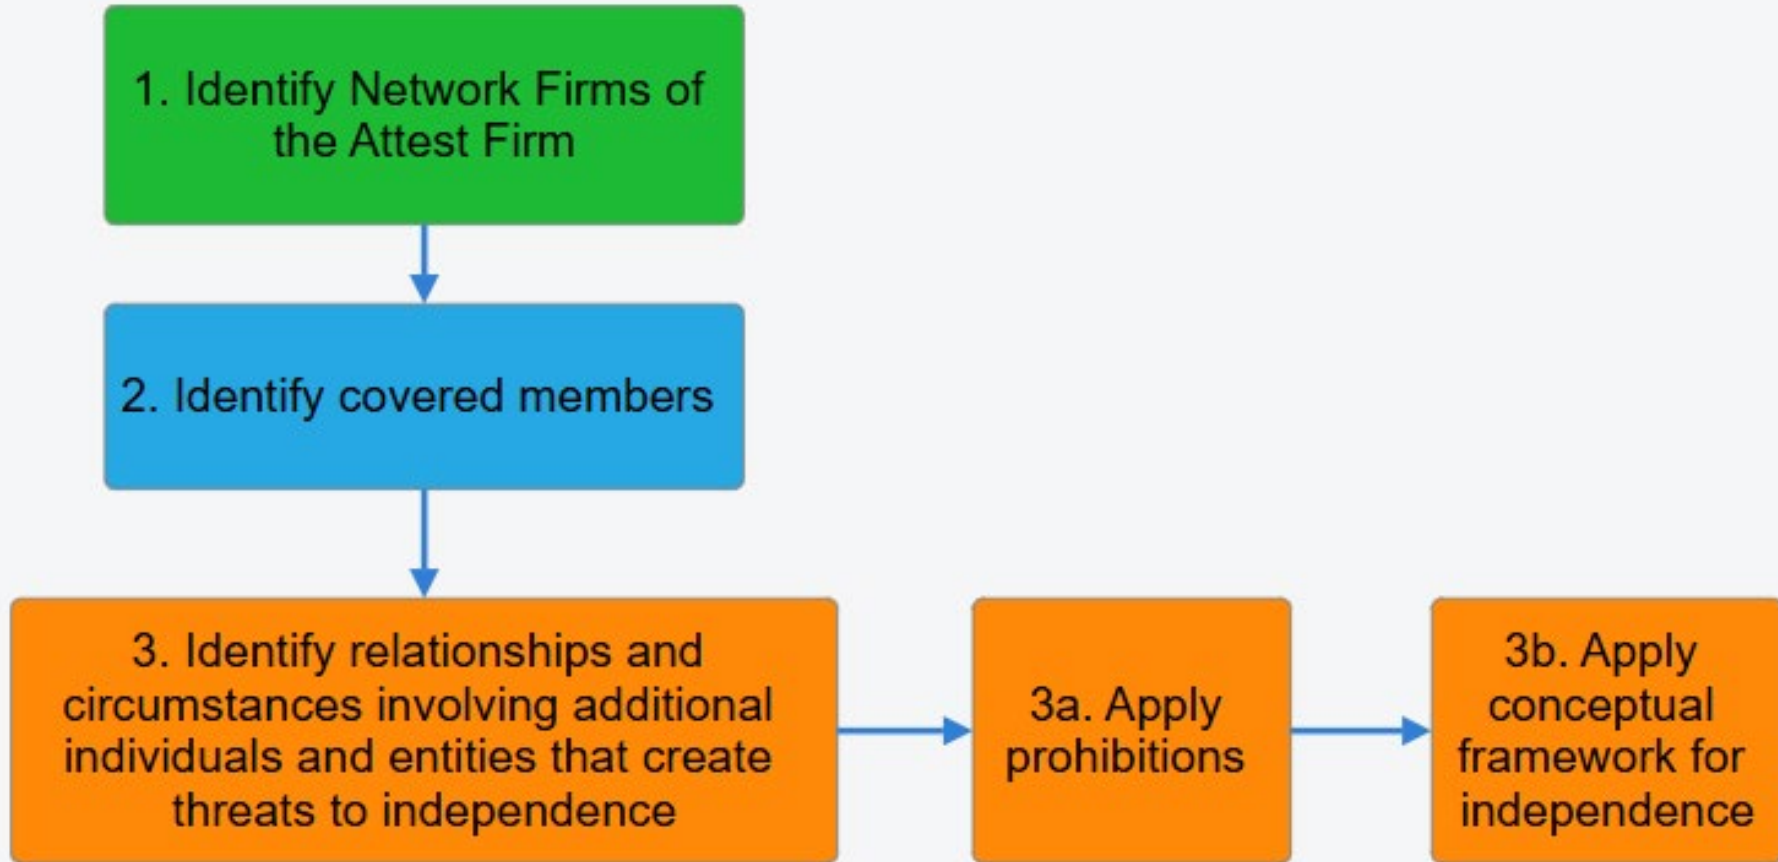 1. Identify Network Firms of
the Attest Firm
2. Identify covered members
3. Identify relationships and
circumstances involving additional
individuals and entities that create
threats to independence
3a. Apply
prohibitions
3b. Apply
conceptual
framework for
independence